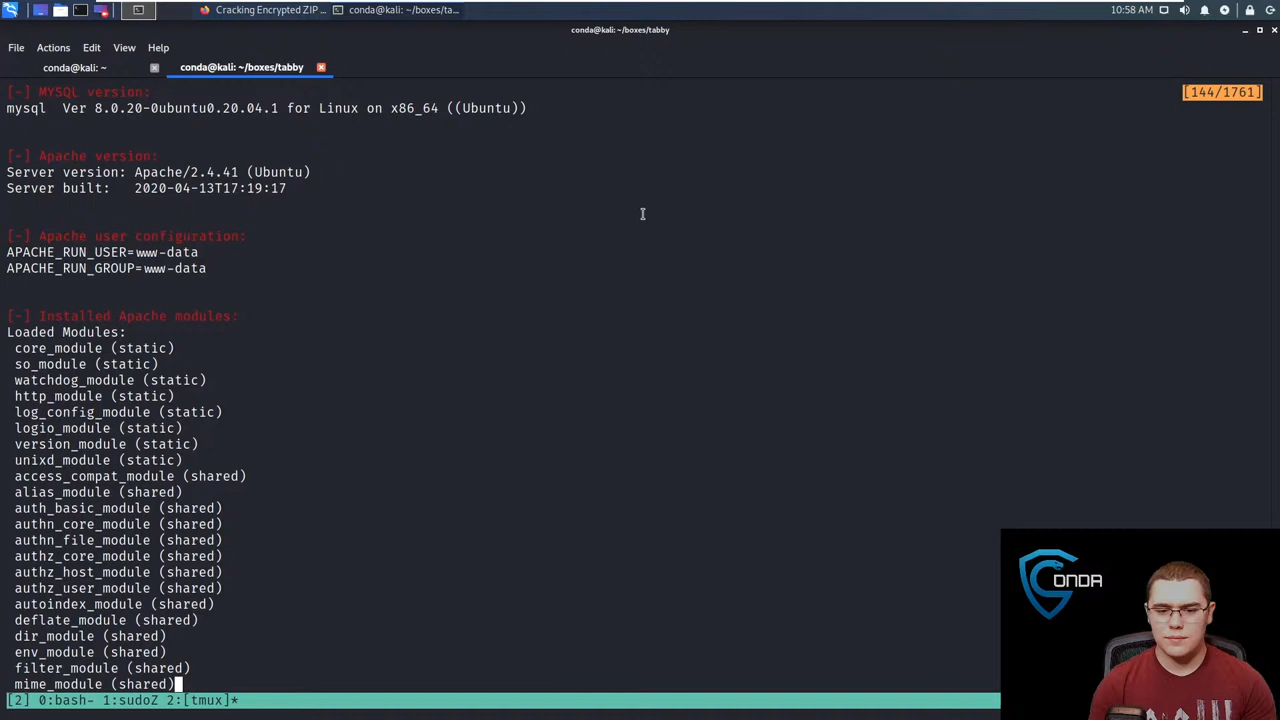 Cracking Encrypted ZIP ...
conda@kali: ~/boxes/ta...
10:58 AM
conda@kali: ~/boxes/tabby
File Actions Edit View Help
conda@kali: ~
conda@kali: ~/boxes/tabby
[-] MYSQL version:
[144/1761]
mysql  Ver 8.0.20-0ubuntu0.20.04.1 for Linux on x86_64 ((Ubuntu))
[-] Apache version:
Server version: Apache/2.4.41 (Ubuntu)
Server built:   2020-04-13T17:19:17
[-] Apache user configuration:
APACHE_RUN_USER=www-data
APACHE_RUN_GROUP=www-data
[-] Installed Apache modules:
Loaded Modules:
core_module (static)
so_module (static)
watchdog_module (static)
http_module (static)
log_config_module (static)
logio_module (static)
version_module (static)
unixd_module (static)
access_compat_module (shared)
alias_module (shared)
auth_basic_module (shared)
authn_core_module (shared)
authn_file_module (shared)
authz_core_module (shared)
authz_host_module (shared)
authz_user_module (shared)
autoindex_module (shared)
deflate_module (shared)
dir_module (shared)
env_module (shared)
filter_module (shared)
mime_module (shared)
[2] 0:bash- 1:sudoZ 2:[tmux]*
CONDA